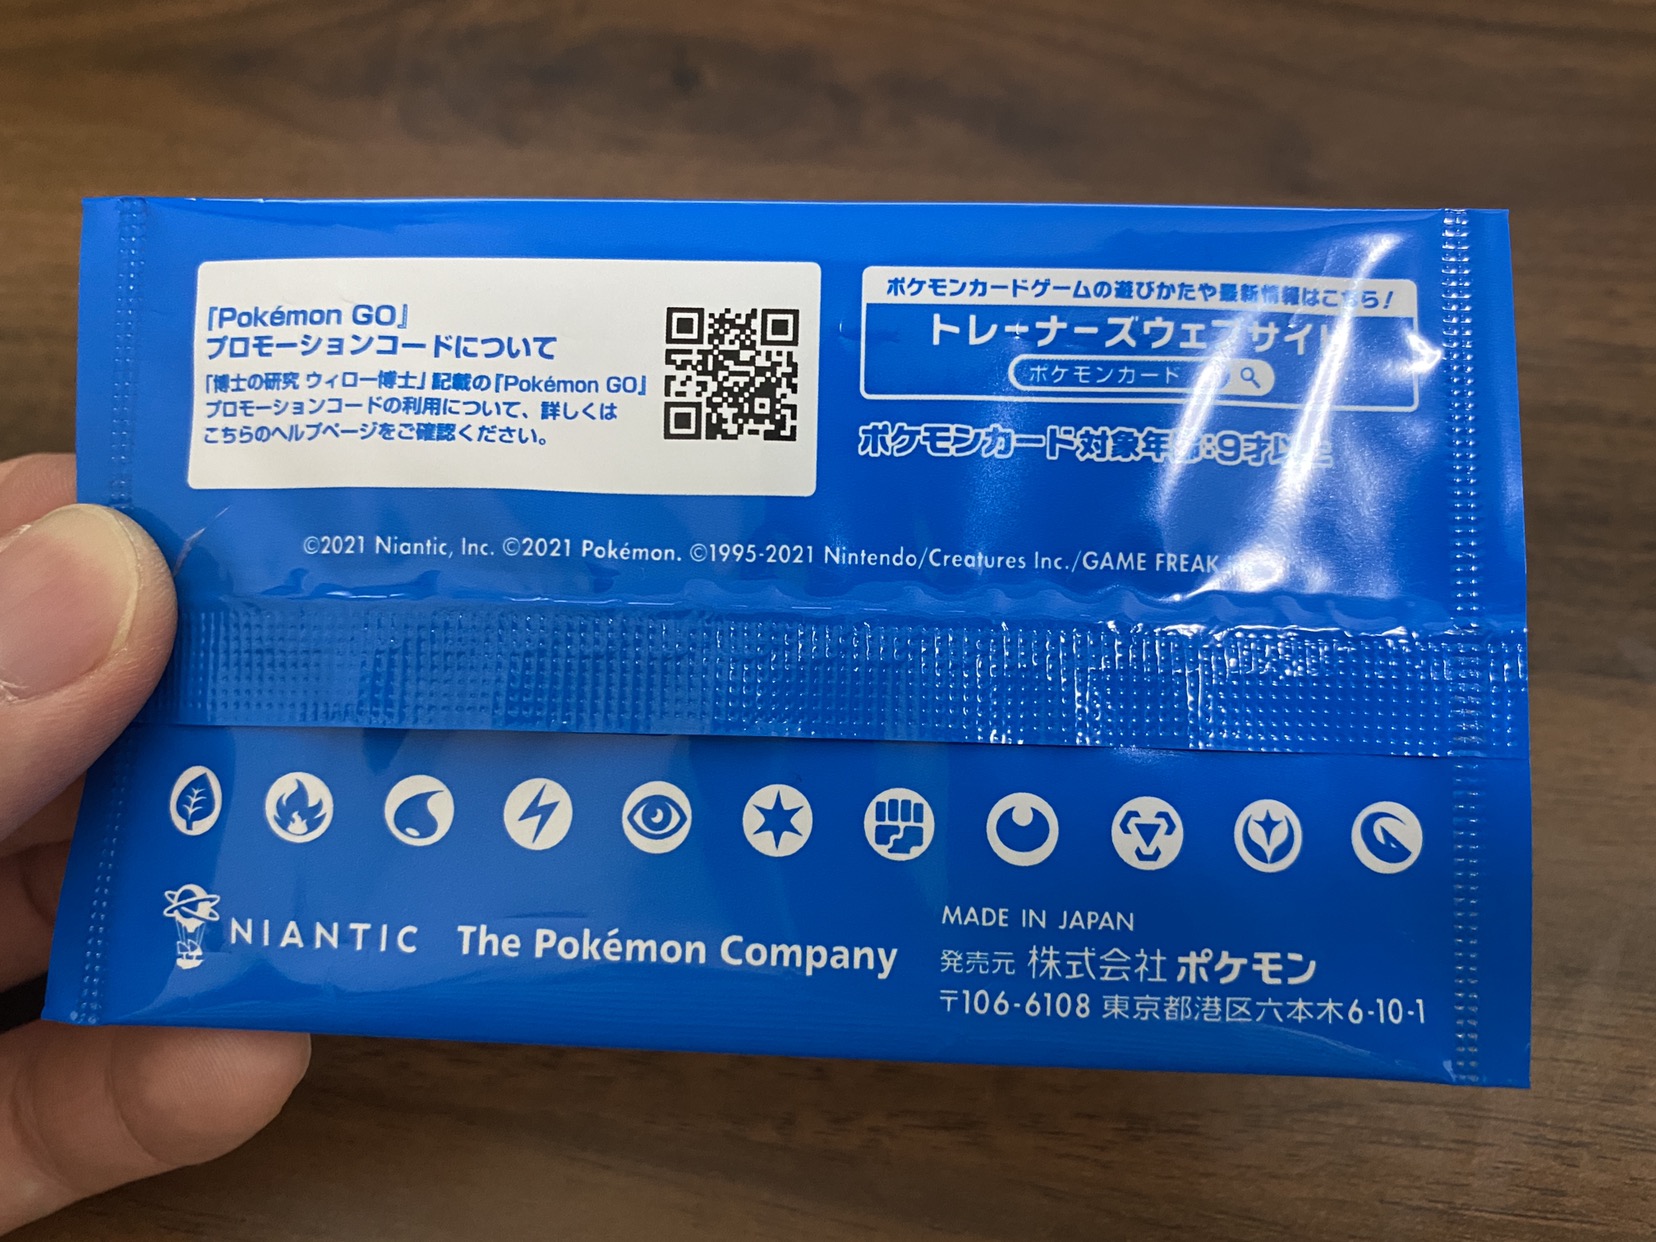 『Pokémon GO』
プロモーションコードについて
「博士の研究 ウィロー博士」記載の『Pokémon GO』
プロモーションコードの利用について、詳しくは
こちらのヘルプページをご確認ください。
ポケモンカードゲームの遊びかたや最新情報はこちら!
トレーナーズウェブサイト
ポケモンカード
ポケモンカード対象年齢:9才以上
©2021 Niantic, Inc. ©2021 Pokémon. ©1995-2021 Nintendo/Creatures Inc./GAME FREAK
NIANTIC
The Pokémon Company
MADE IN JAPAN
発売元 株式会社 ポケモン
〒106-6108 東京都港区六本木6-10-1